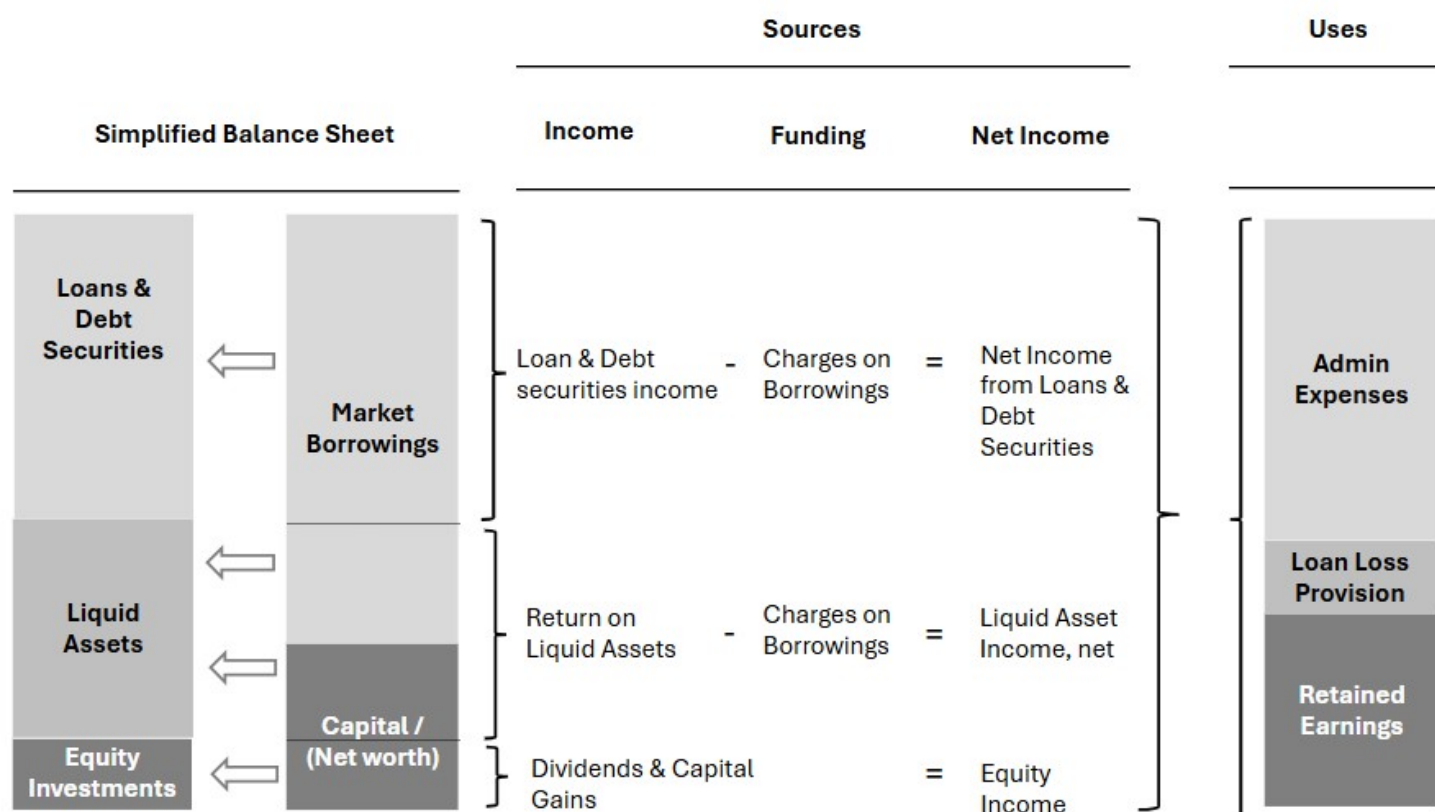 Sources
Uses
Simplified Balance Sheet
Income
Funding
Net Income
Loans &
Debt
Securities
Market
Borrowings
Loan & Debt
securities income
-
Charges on
Borrowings
=
Net Income
from Loans &
Debt
Securities
Admin
Expenses
Liquid
Assets
Return on
Liquid Assets
-
Charges on
Borrowings
=
Liquid Asset
Income, net
Loan Loss
Provision
Retained
Earnings
Capital /
(Net worth)
Equity
Investments
Dividends & Capital
Gains
=
Equity
Income